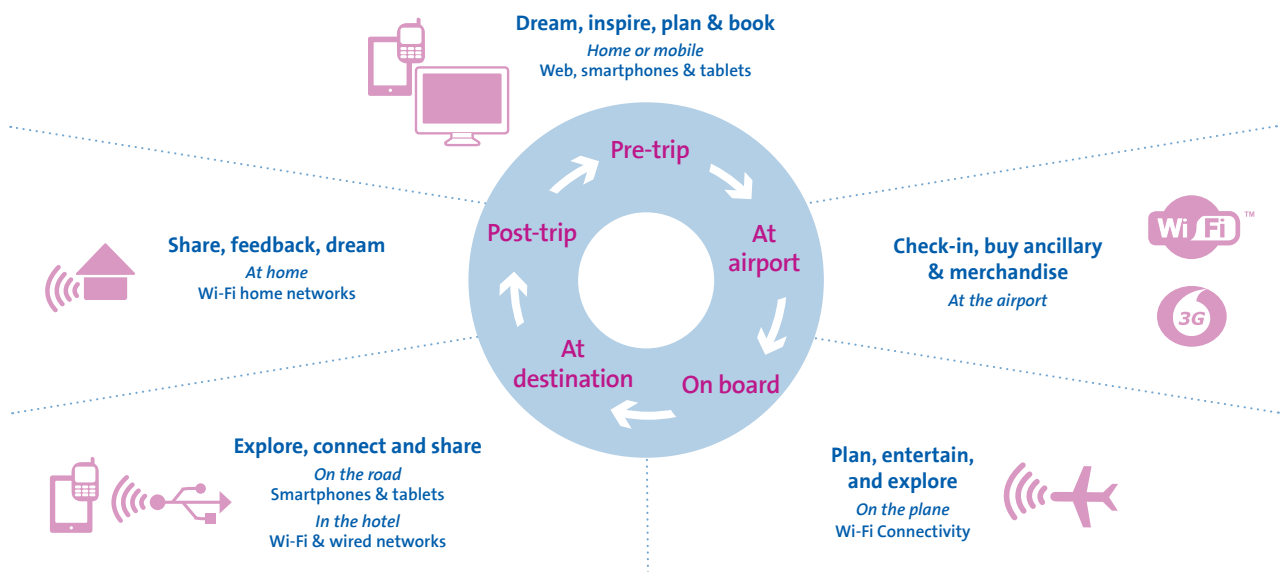 Dream, inspire, plan & book
Home or mobile
Web, smartphones & tablets
Pre-trip
At
airport
On board
At
destination
Post-trip
Check-in, buy ancillary
& merchandise
At the airport
Wi Fi ™
3G
Plan, entertain,
and explore
On the plane
Wi-Fi Connectivity
Explore, connect and share
On the road
Smartphones & tablets
In the hotel
Wi-Fi & wired networks
Share, feedback, dream
At home
Wi-Fi home networks